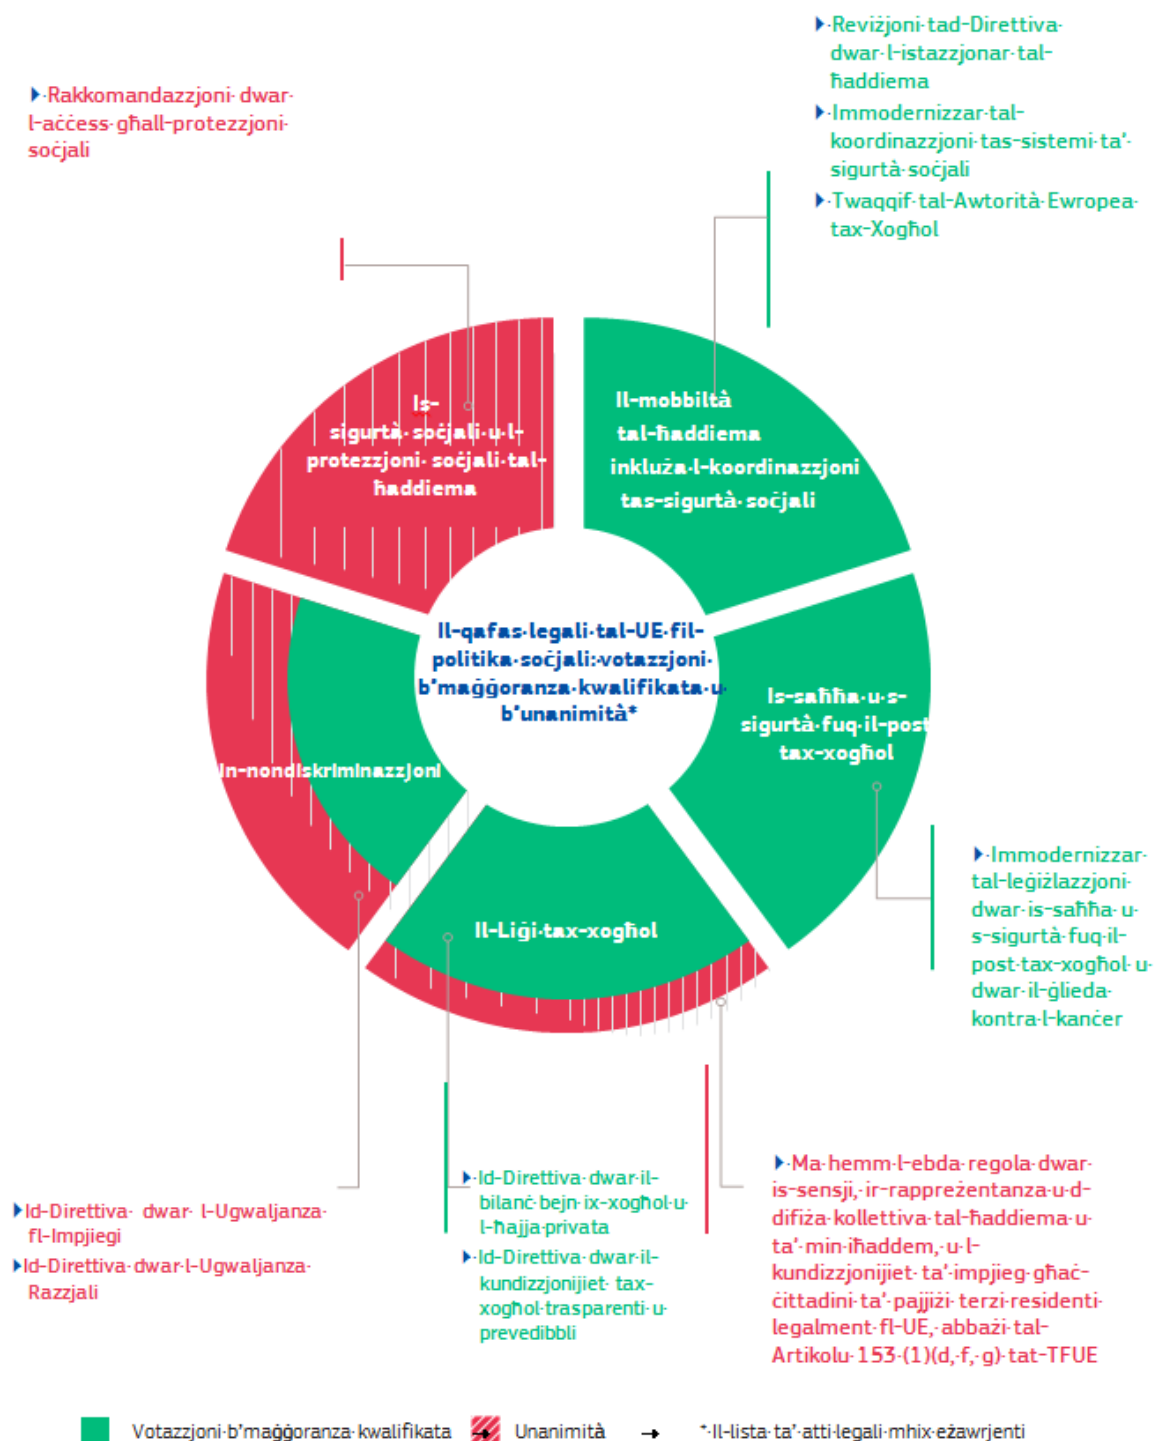 Reviżjoni tad-Direttiva
dwar l-istazzjonar tal-
ħaddiema
Immodernizzar tal-
koordinazzjoni tas-sistemi ta'
sigurtà soċjali
Twaqqif tal-Awtorità Ewropea
tax-Xogħol
Rakkomandazzjoni dwar
l-aċċess għall-protezzjoni
soċjali
Is-
sigurtà soċjali u l-
protezzjoni soċjali tal-
ħaddiema
Il-mobbiltà
tal-ħaddiema
inkluża l-koordinazzjoni
tas-sigurtà soċjali
Il-qafas legali tal-UE fil-
politika soċjali: votazzjoni
b'maġġoranza kwalifikata u
b'unanimità*
Is-saħħa u s-
sigurtà fuq il-post
tax-xogħol
In-nondiskriminazzjoni
Il-Liġi tax-xogħol
Immodernizzar
tal-leġiżlazzjoni
dwar is-saħħa u
s-sigurtà fuq il-
post tax-xogħol u
dwar il-ġlieda
kontra l-kanċer
Id-Direttiva dwar l-Ugwaljanza
fl-Impjiegi
Id-Direttiva dwar l-Ugwaljanza
Razzjali
Id-Direttiva dwar il-
bilanċ bejn ix-xogħol u
l-ħajja privata
Id-Direttiva dwar il-
kundizzjonijiet tax-
xogħol trasparenti u
prevedibbli
Ma hemm l-ebda regola dwar
is-sensji, ir-rappreżentanza u d-
difiża kollettiva tal-ħaddiema u
ta' min iħaddem, u l-
kundizzjonijiet ta' impjieg għaċ-
ċittadini ta' pajjiżi terzi residenti
legalment fl-UE, abbażi tal-
Artikolu 153 (1)(d, f, g) tat-TFUE
Votazzjoni b'maġġoranza kwalifikata → Unanimità → * Il-lista ta' atti legali mhix eżawrjenti